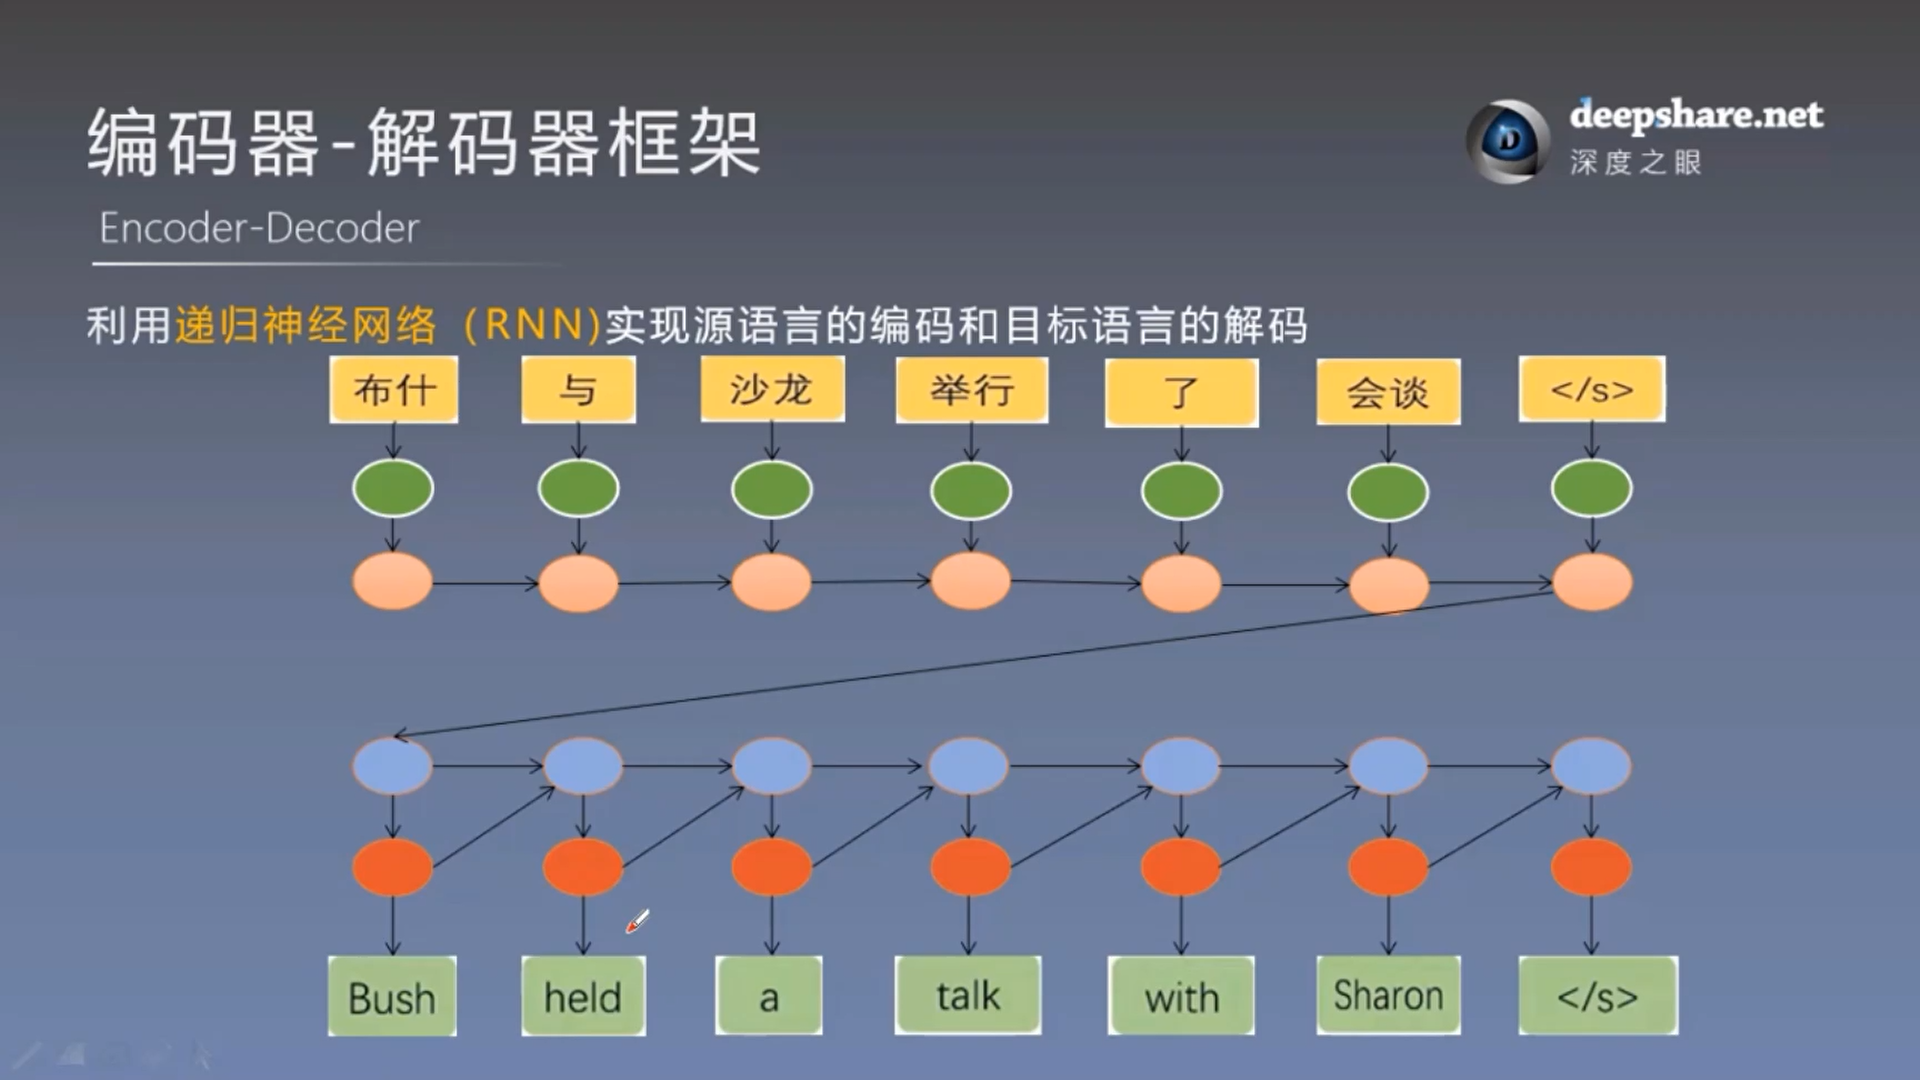 编码器-解码器框架
deepshare.net
深度之眼
Encoder-Decoder
利用递归神经网络（RNN)实现源语言的编码和目标语言的解码
布什 与 沙龙 举行 了 会谈 </s>
Bush held a talk with Sharon </s>